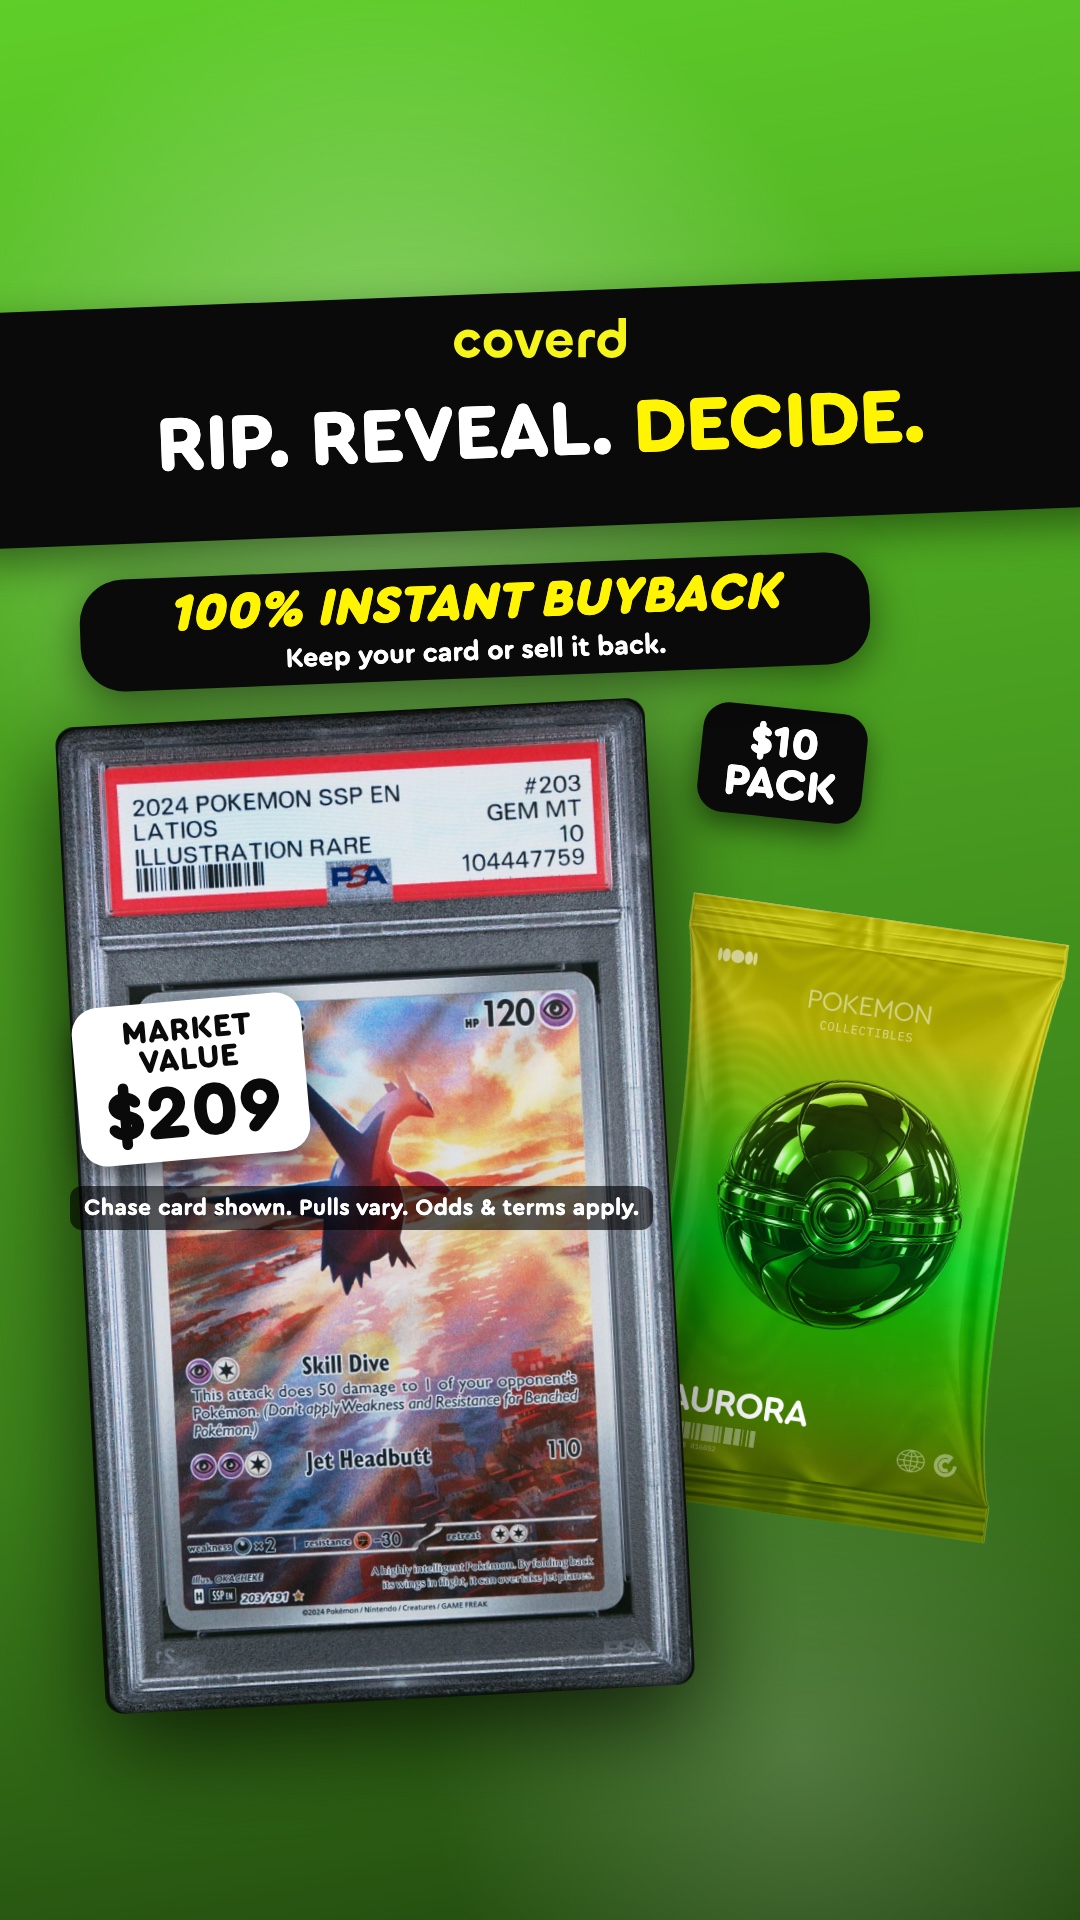 coverd
RIP. REVEAL. DECIDE.
100% INSTANT BUYBACK
Keep your card or sell it back.
$10
PACK
2024 POKEMON SSP EN
LATIOS
ILLUSTRATION RARE
#203
GEM MT
10
104447759
PSA
POKEMON
COLLECTIBLES
HP 120
MARKET
VALUE
$209
Chase card shown. Pulls vary. Odds & terms apply.
Skill Dive
This attack does 50 damage to 1 of your opponent's
Pokémon. (Don't apply Weakness and Resistance for Benched
Pokémon.)
Jet Headbutt 110
AURORA
weakness ×2 resistance -30 retreat
Illus. OKACHEKE
A highly intelligent Pokémon. By folding back
its wings in flight, it can overtake jet planes.
H SSP EN 203/191
©2024 Pokémon / Nintendo / Creatures / GAME FREAK